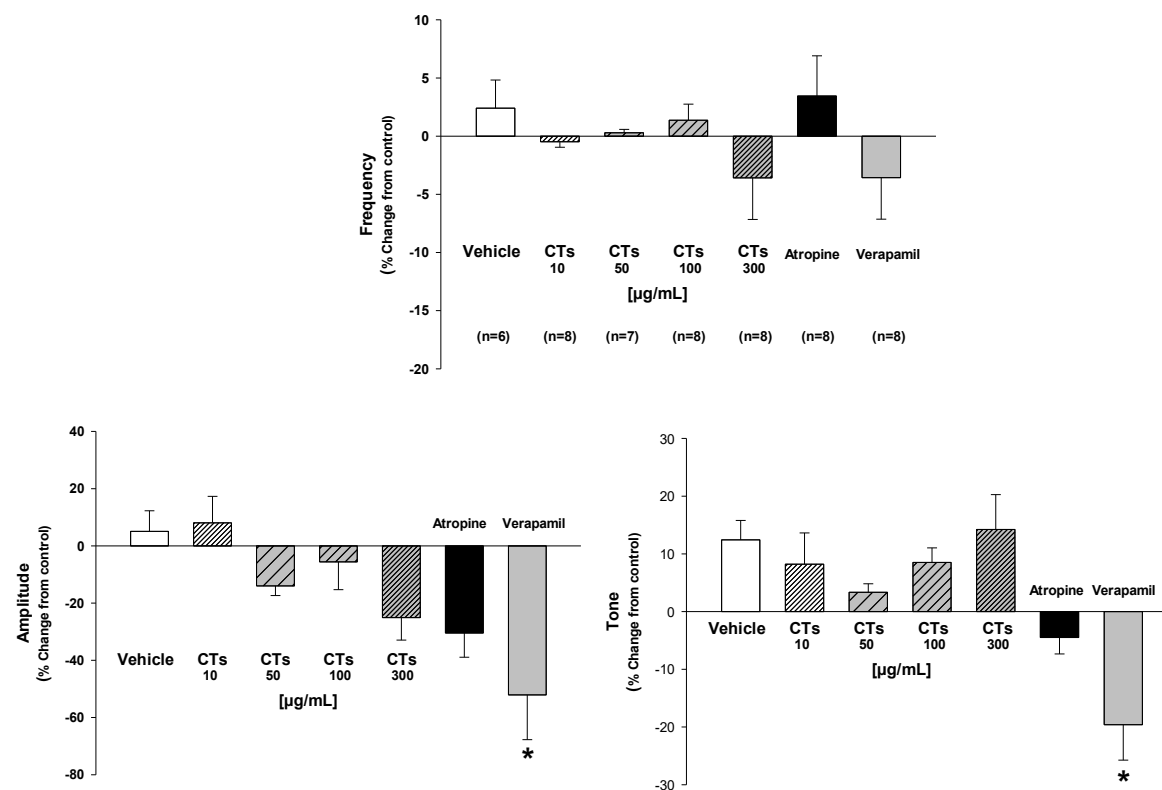 10
5
0
-5
-10
-15
-20
Frequency
(% Change from control)
Vehicle CTs CTs CTs CTs Atropine Verapamil
10 50 100 300
[µg/mL]
(n=6) (n=8) (n=7) (n=8) (n=8) (n=8) (n=8)
40
20
0
-20
-40
-60
-80
Amplitude
(% Change from control)
Atropine Verapamil
Vehicle CTs CTs CTs CTs
10 50 100 300
[µg/mL]
*
30
20
10
0
-10
-20
-30
Tone
(% Change from control)
Atropine Verapamil
Vehicle CTs CTs CTs CTs
10 50 100 300
[µg/mL]
*